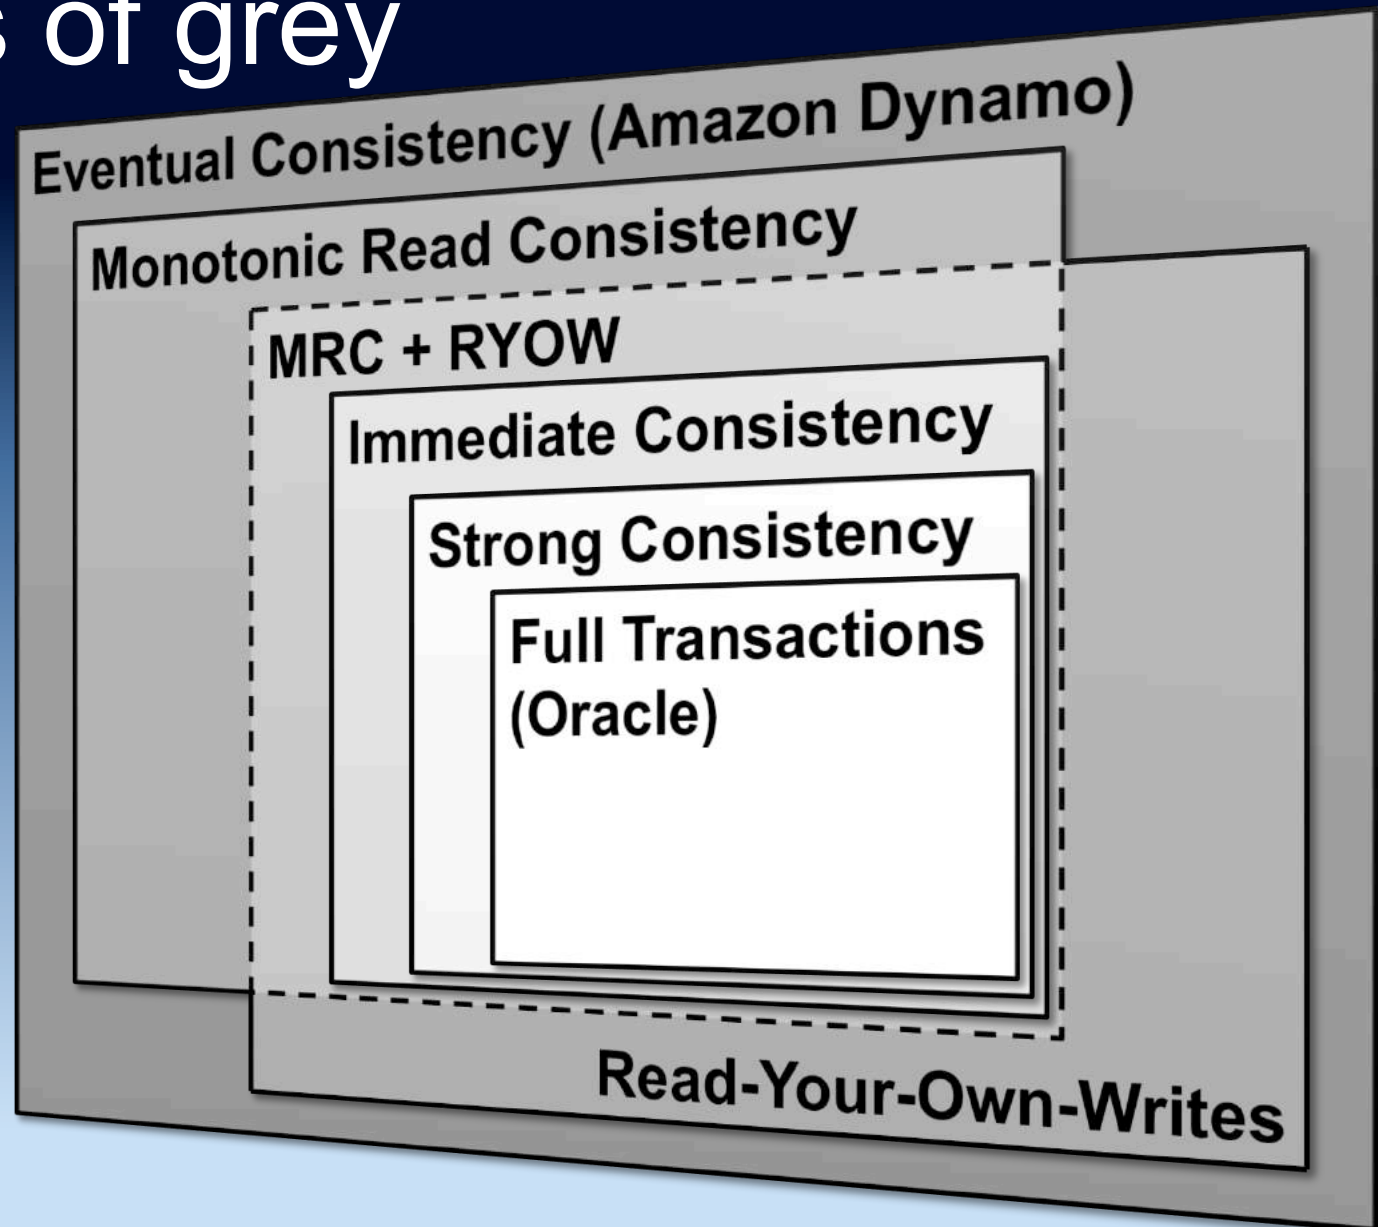 s of grey
Eventual Consistency (Amazon Dynamo)
Monotonic Read Consistency
MRC + RYOW
Immediate Consistency
Strong Consistency
Full Transactions
(Oracle)
Read-Your-Own-Writes